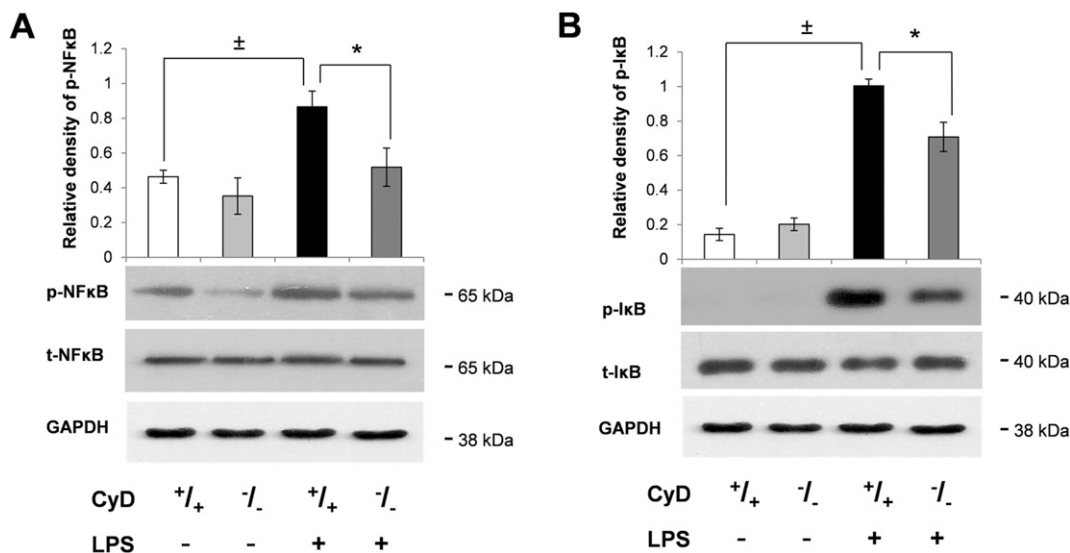 A
Relative density of p-NFκB
1.2
1
0.8
0.6
0.4
0.2
0
±
*
p-NFκB
- 65 kDa
t-NFκB
- 65 kDa
GAPDH
- 38 kDa
CyD +/+ -/- +/+ -/-
LPS - - + +
B
Relative density of p-IκB
1.2
1
0.8
0.6
0.4
0.2
0
±
*
p-IκB
- 40 kDa
t-IκB
- 40 kDa
GAPDH
- 38 kDa
CyD +/+ -/- +/+ -/-
LPS - - + +